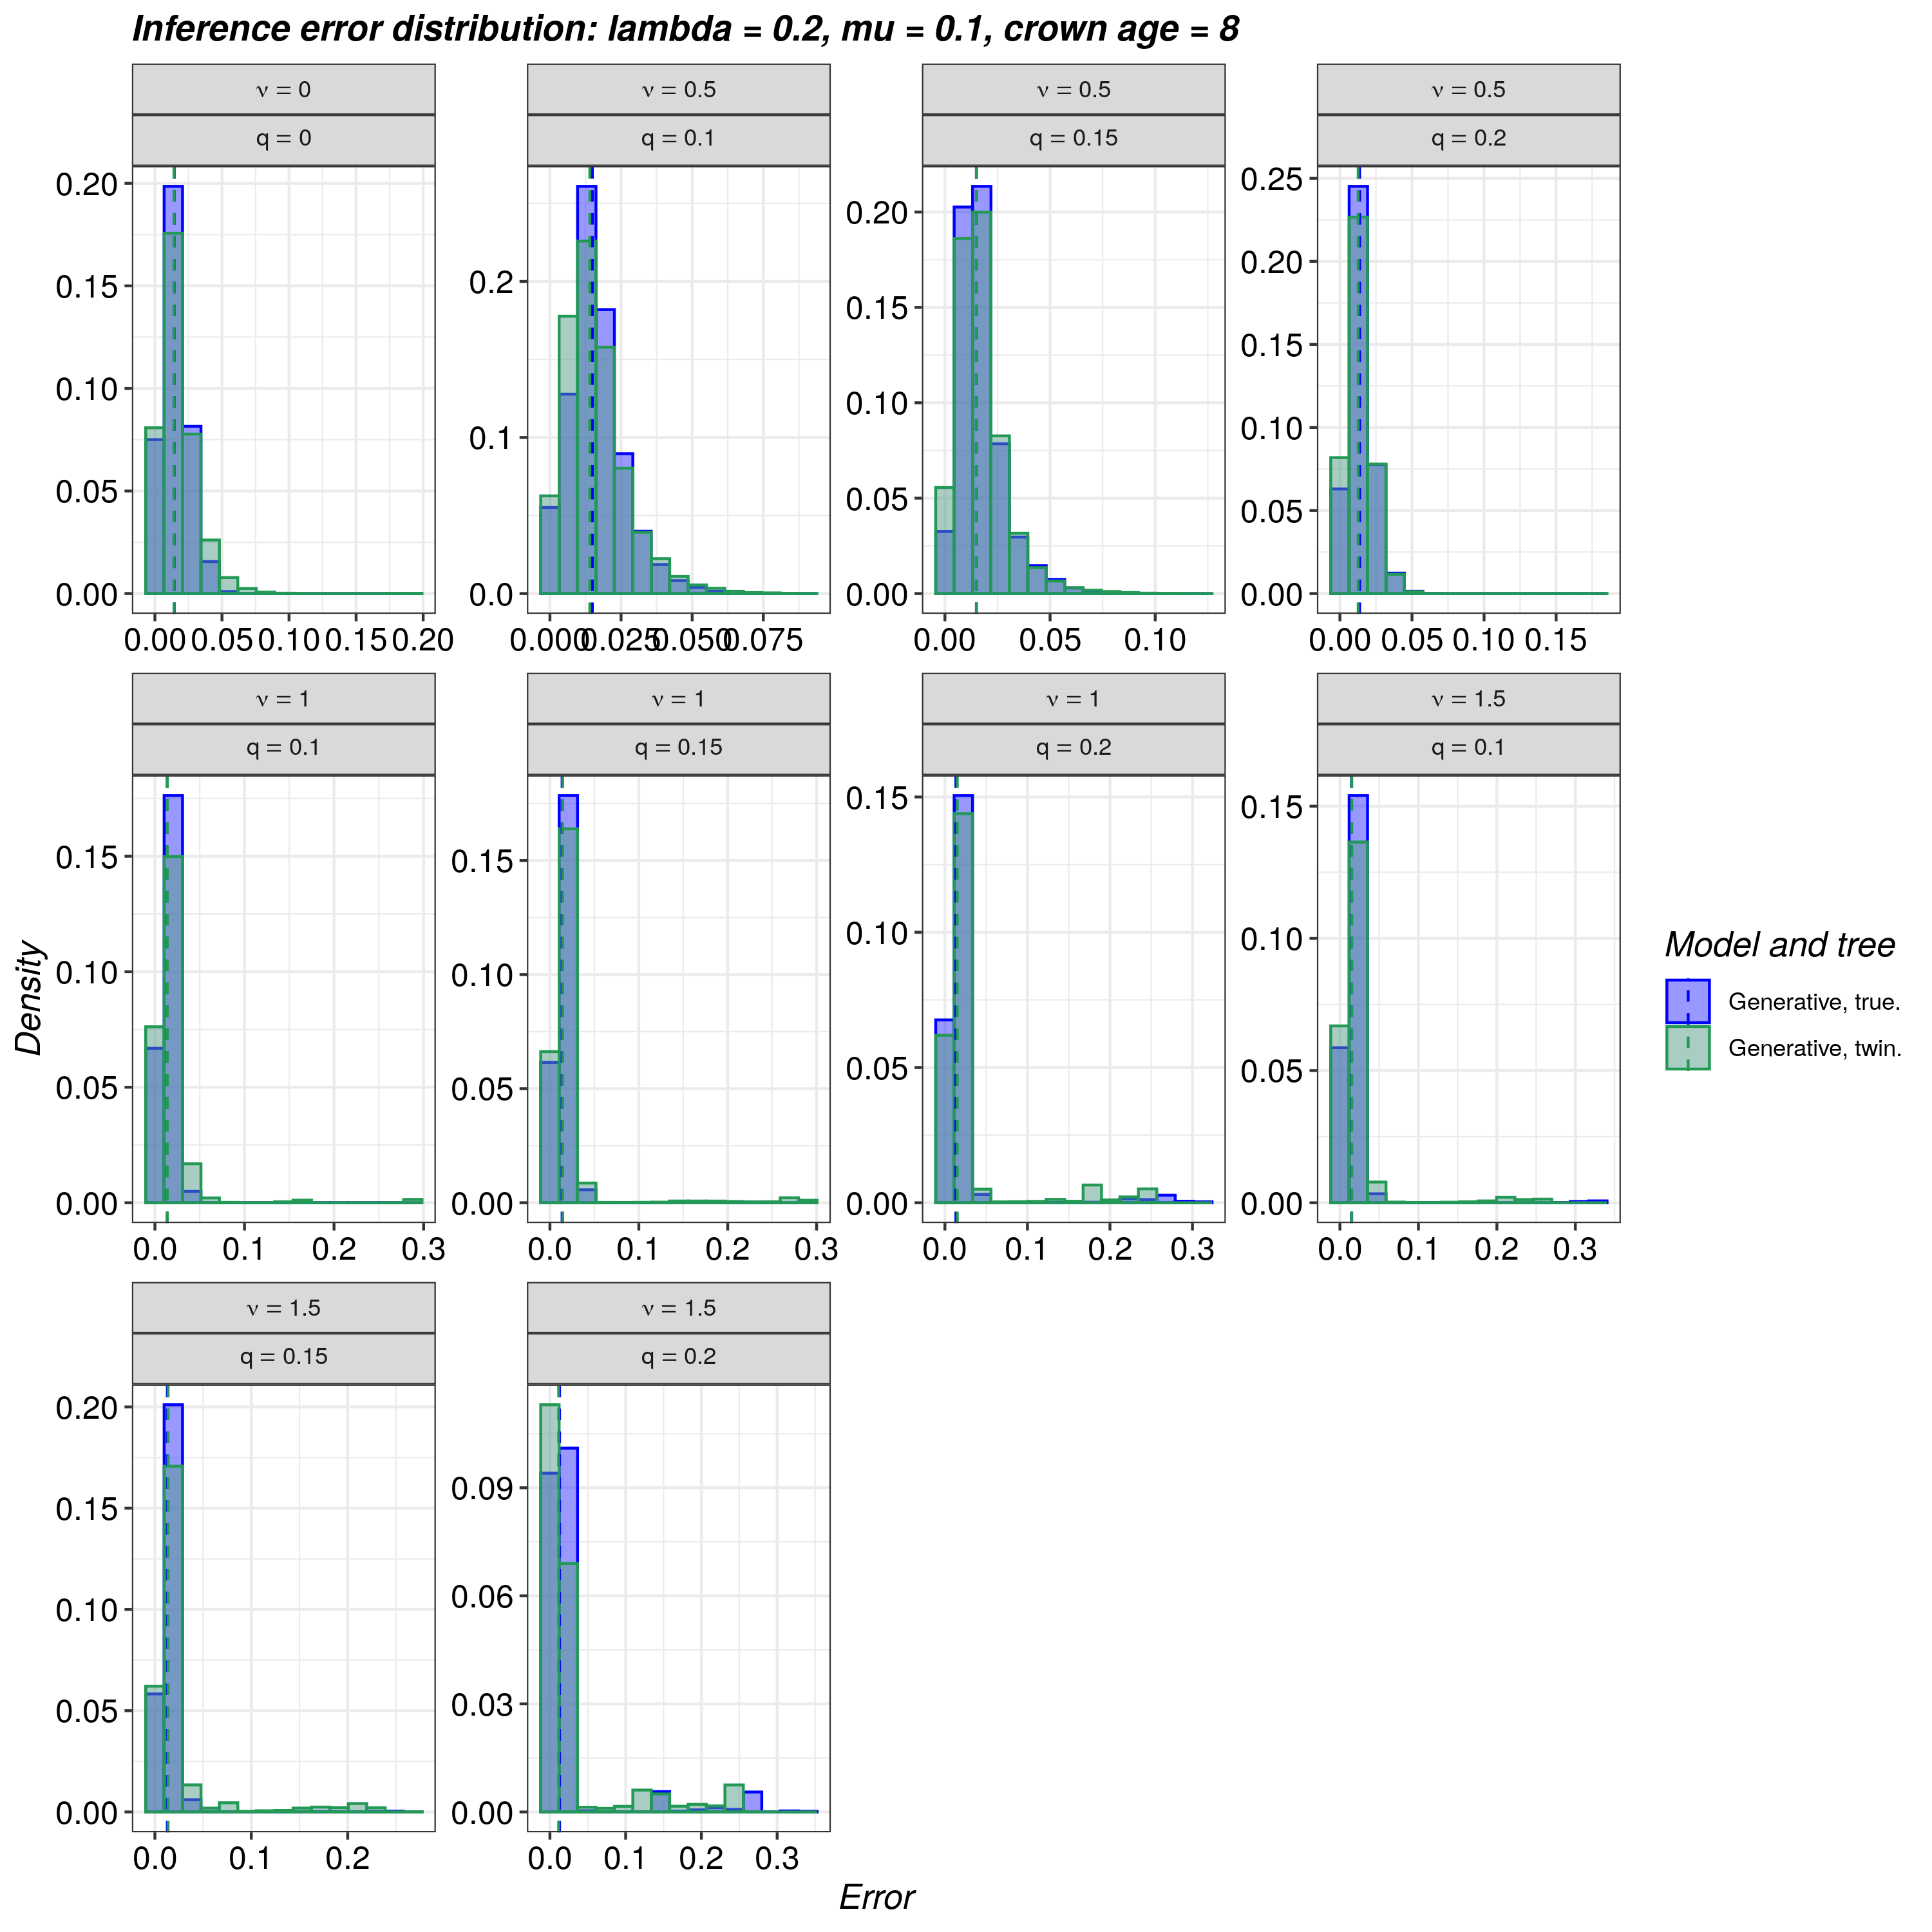 Inference error distribution: lambda = 0.2, mu = 0.1, crown age = 8
ν = 0 ν = 0.5 ν = 0.5 ν = 0.5
q = 0 q = 0.1 q = 0.15 q = 0.2
0.20 0.15 0.10 0.05 0.00
0.2 0.1 0.0
0.20 0.15 0.10 0.05 0.00
0.25 0.20 0.15 0.10 0.05 0.00
0.00 0.05 0.10 0.15 0.20
0.000 0.025 0.050 0.075
0.00 0.05 0.10
0.00 0.05 0.10 0.15
ν = 1 ν = 1 ν = 1 ν = 1.5
q = 0.1 q = 0.15 q = 0.2 q = 0.1
0.15 0.10 0.05 0.00
0.15 0.10 0.05 0.00
0.15 0.10 0.05 0.00
0.15 0.10 0.05 0.00
0.0 0.1 0.2 0.3
0.0 0.1 0.2 0.3
0.0 0.1 0.2 0.3
0.0 0.1 0.2 0.3
ν = 1.5 ν = 1.5
q = 0.15 q = 0.2
0.20 0.15 0.10 0.05 0.00
0.09 0.06 0.03 0.00
0.0 0.1 0.2
0.0 0.1 0.2 0.3
Density
Error
Model and tree
Generative, true.
Generative, twin.